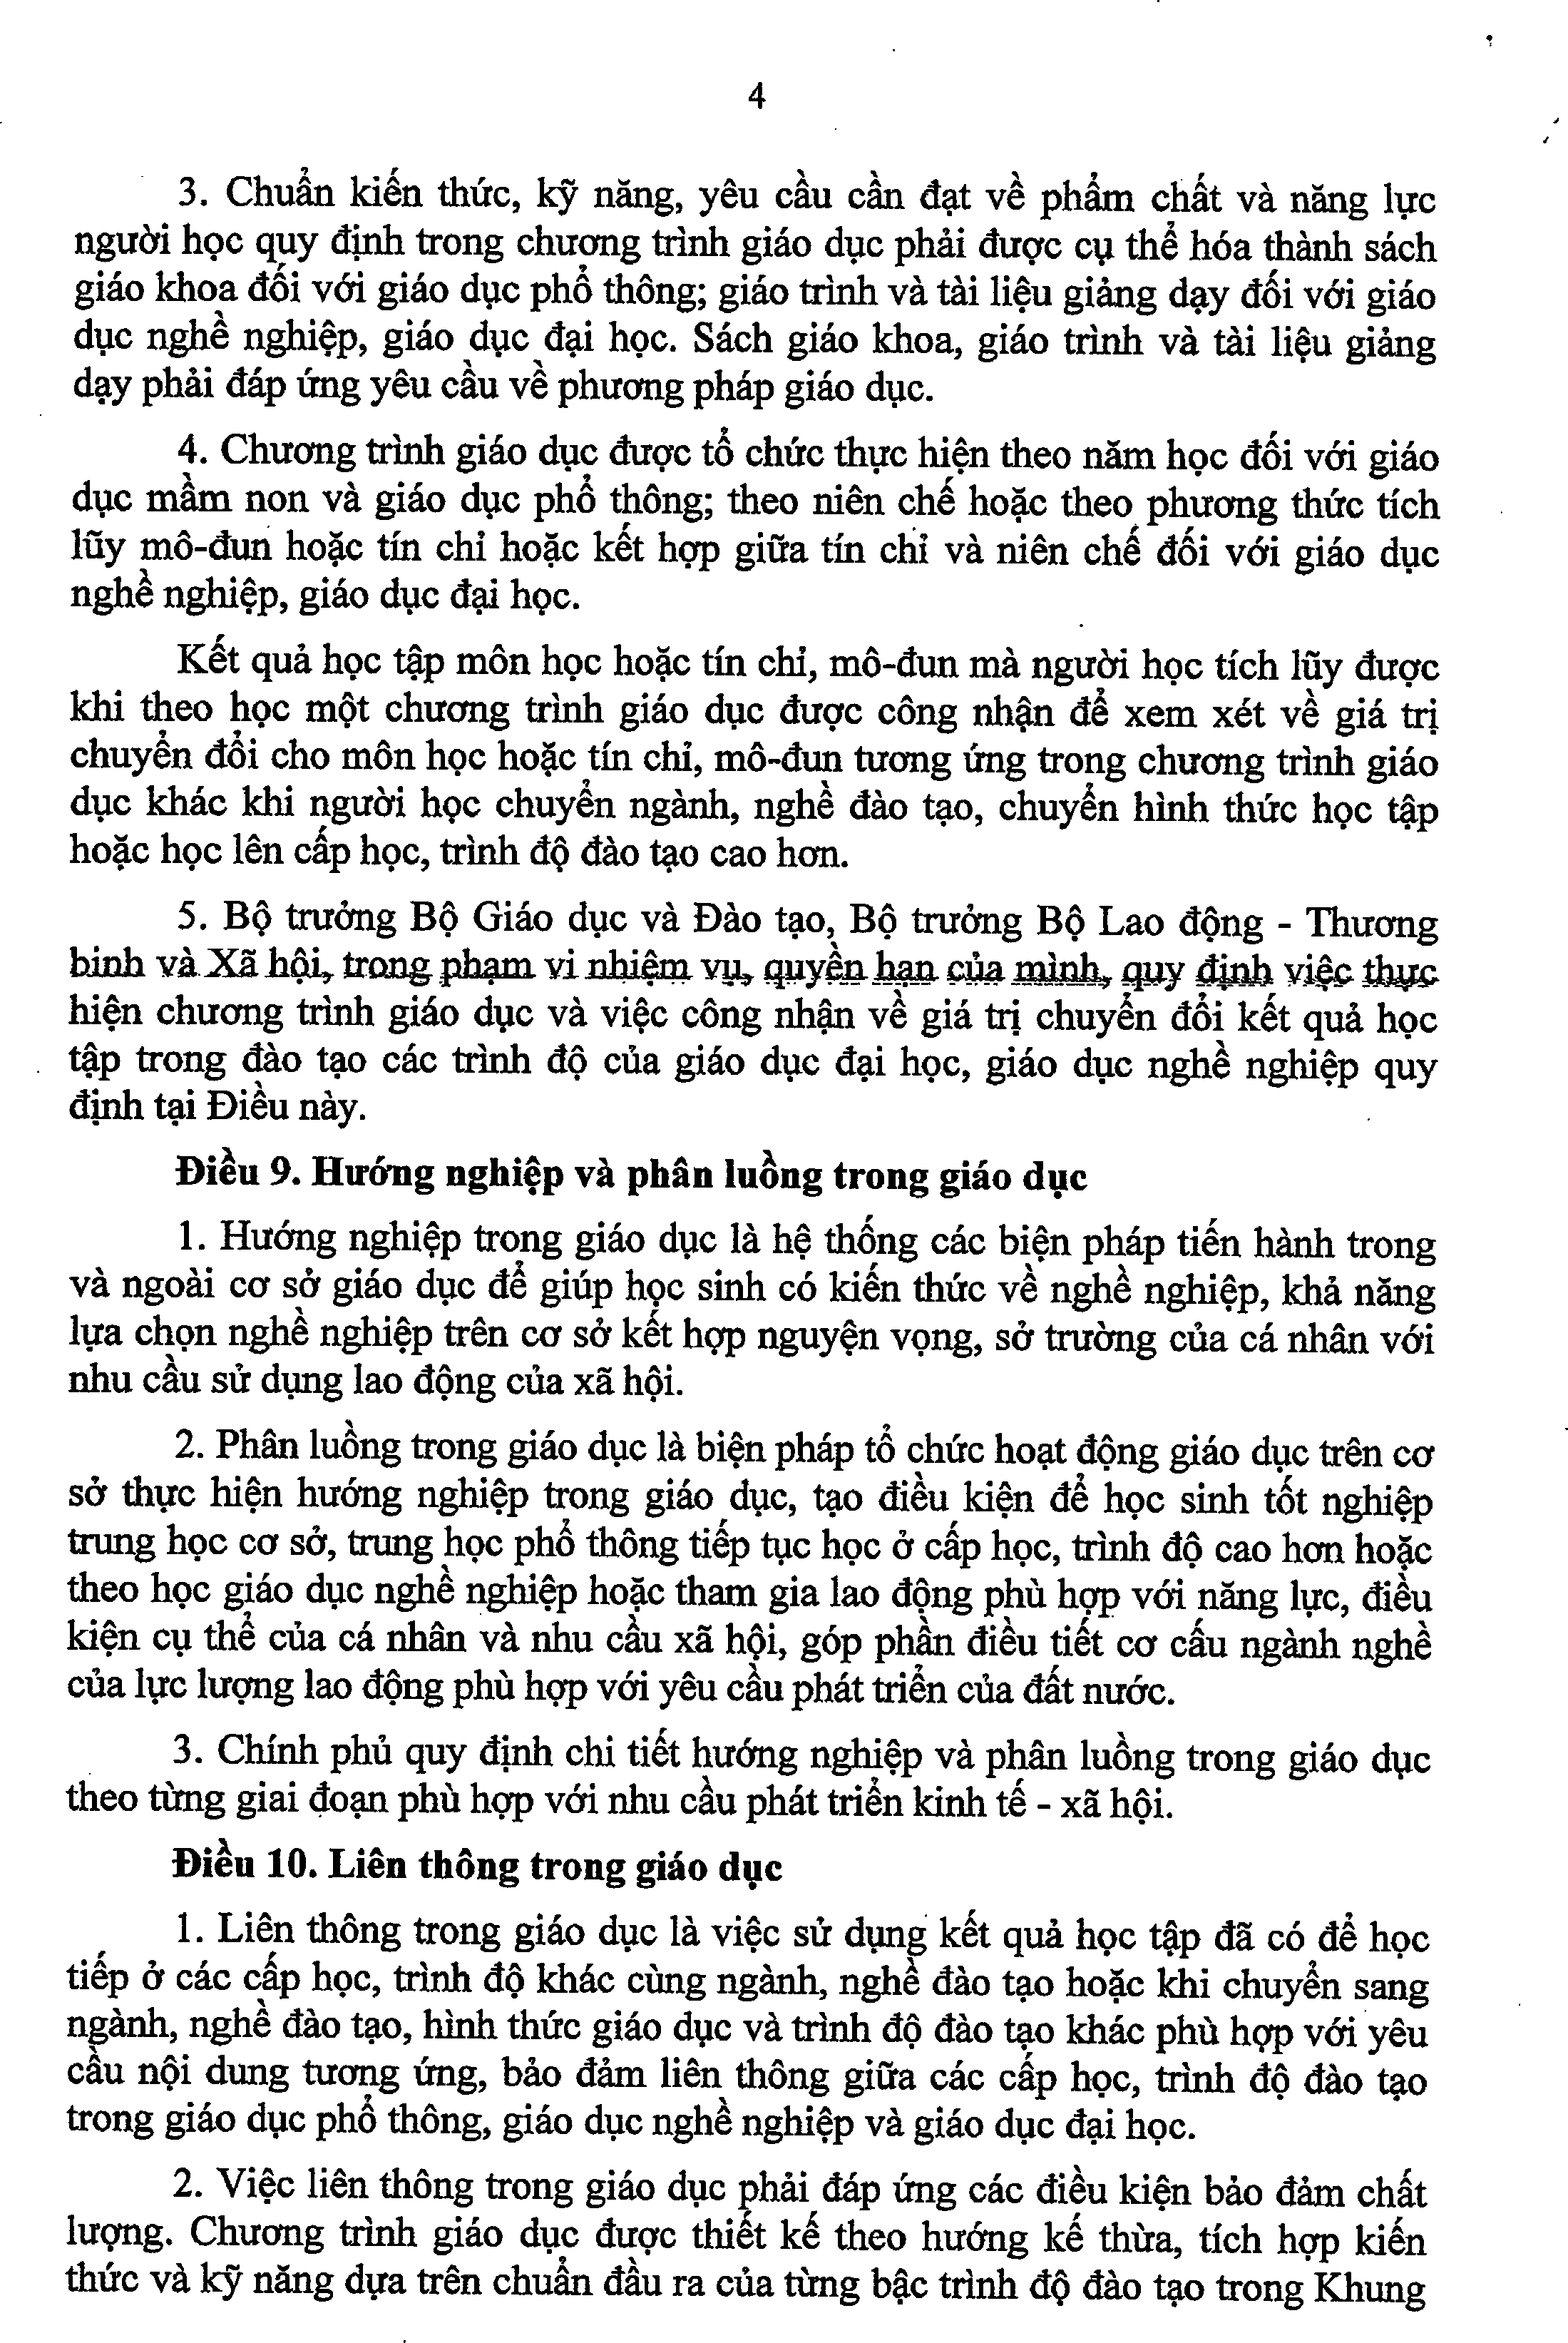 4
3. Chuẩn kiến thức, kỹ năng, yêu cầu cần đạt về phẩm chất và năng lực
người học quy định trong chương trình giáo dục phải được cụ thể hóa thành sách
giáo khoa đối với giáo dục phổ thông; giáo trình và tài liệu giảng dạy đối với giáo
dục nghề nghiệp, giáo dục đại học. Sách giáo khoa, giáo trình và tài liệu giảng
dạy phải đáp ứng yêu cầu về phương pháp giáo dục.
4. Chương trình giáo dục được tổ chức thực hiện theo năm học đối với giáo
dục mầm non và giáo dục phổ thông; theo niên chế hoặc theo phương thức tích
lũy mô-đun hoặc tín chỉ hoặc kết hợp giữa tín chỉ và niên chế đối với giáo dục
nghề nghiệp, giáo dục đại học.
Kết quả học tập môn học hoặc tín chỉ, mô-đun mà người học tích lũy được
khi theo học một chương trình giáo dục được công nhận để xem xét về giá trị
chuyển đổi cho môn học hoặc tín chỉ, mô-đun tương ứng trong chương trình giáo
dục khác khi người học chuyển ngành, nghề đào tạo, chuyển hình thức học tập
hoặc học lên cấp học, trình độ đào tạo cao hơn.
5. Bộ trưởng Bộ Giáo dục và Đào tạo, Bộ trưởng Bộ Lao động - Thương
binh và Xã hội, trong phạm vi nhiệm vụ, quyền hạn của mình, quy định việc thực
hiện chương trình giáo dục và việc công nhận về giá trị chuyển đổi kết quả học
tập trong đào tạo các trình độ của giáo dục đại học, giáo dục nghề nghiệp quy
định tại Điều này.
Điều 9. Hướng nghiệp và phân luồng trong giáo dục
1. Hướng nghiệp trong giáo dục là hệ thống các biện pháp tiến hành trong
và ngoài cơ sở giáo dục để giúp học sinh có kiến thức về nghề nghiệp, khả năng
lựa chọn nghề nghiệp trên cơ sở kết hợp nguyện vọng, sở trường của cá nhân với
nhu cầu sử dụng lao động của xã hội.
2. Phân luồng trong giáo dục là biện pháp tổ chức hoạt động giáo dục trên cơ
sở thực hiện hướng nghiệp trong giáo dục, tạo điều kiện để học sinh tốt nghiệp
trung học cơ sở, trung học phổ thông tiếp tục học ở cấp học, trình độ cao hơn hoặc
theo học giáo dục nghề nghiệp hoặc tham gia lao động phù hợp với năng lực, điều
kiện cụ thể của cá nhân và nhu cầu xã hội, góp phần điều tiết cơ cấu ngành nghề
của lực lượng lao động phù hợp với yêu cầu phát triển của đất nước.
3. Chính phủ quy định chi tiết hướng nghiệp và phân luồng trong giáo dục
theo từng giai đoạn phù hợp với nhu cầu phát triển kinh tế - xã hội.
Điều 10. Liên thông trong giáo dục
1. Liên thông trong giáo dục là việc sử dụng kết quả học tập đã có để học
tiếp ở các cấp học, trình độ khác cùng ngành, nghề đào tạo hoặc khi chuyển sang
ngành, nghề đào tạo, hình thức giáo dục và trình độ đào tạo khác phù hợp với yêu
cầu nội dung tương ứng, bảo đảm liên thông giữa các cấp học, trình độ đào tạo
trong giáo dục phổ thông, giáo dục nghề nghiệp và giáo dục đại học.
2. Việc liên thông trong giáo dục phải đáp ứng các điều kiện bảo đảm chất
lượng. Chương trình giáo dục được thiết kế theo hướng kế thừa, tích hợp kiến
thức và kỹ năng dựa trên chuẩn đầu ra của từng bậc trình độ đào tạo trong Khung